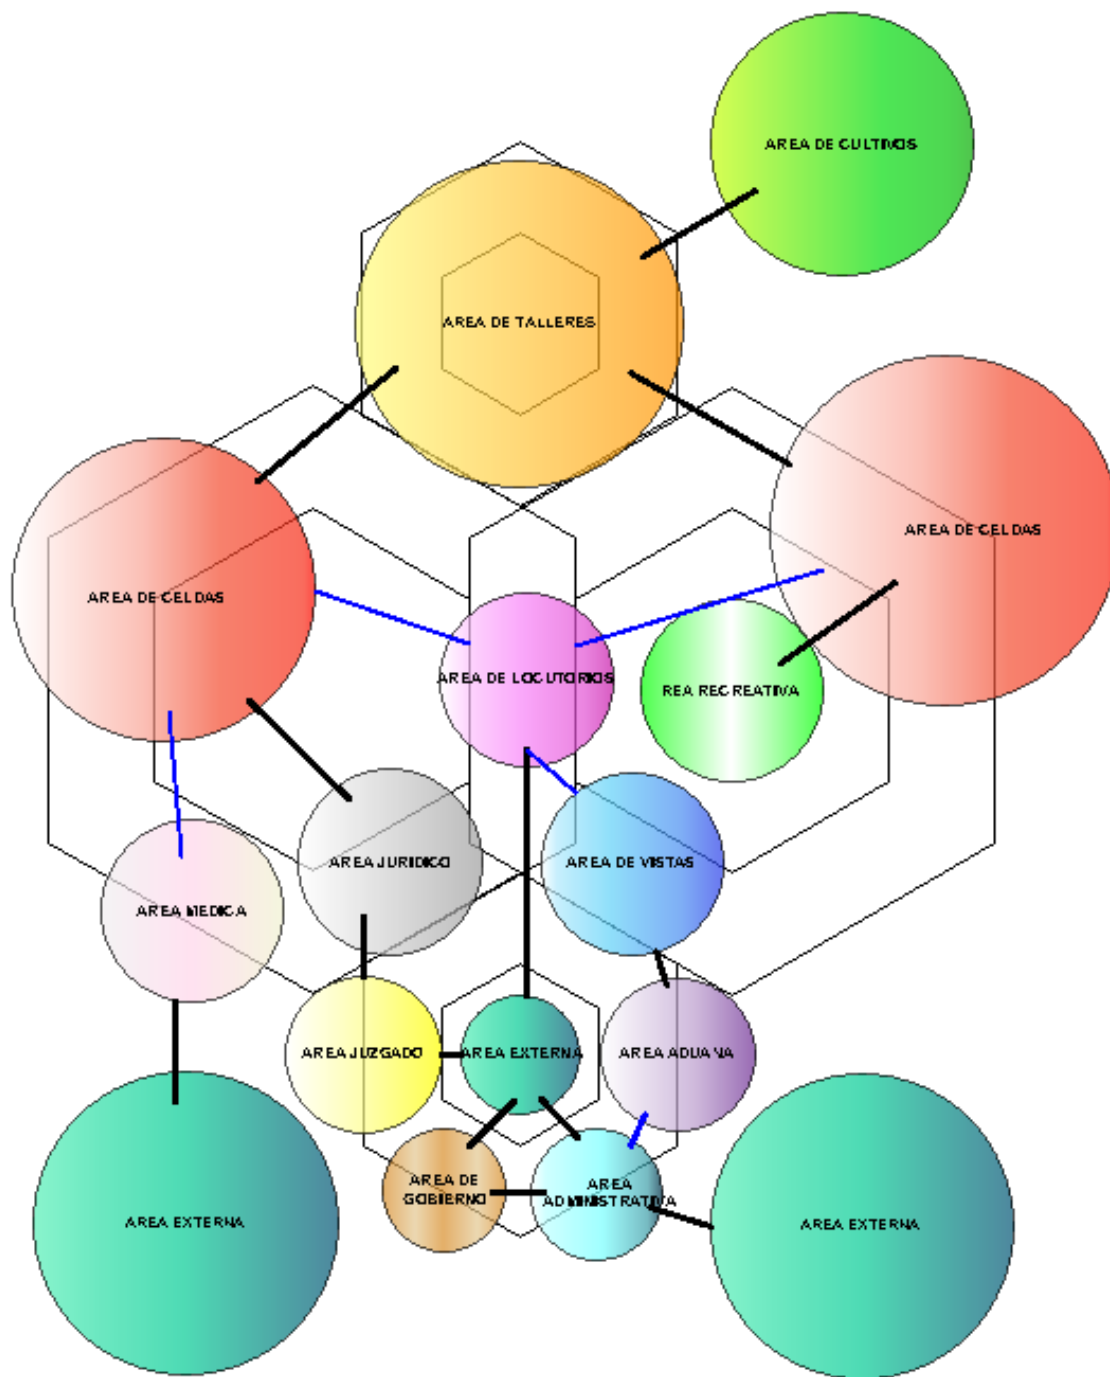 AREA DE CULTIVOS
AREA DE TALLERES
AREA DE CELDAS
AREA DE CELDAS
AREA DE LOCUTORIOS
REA RECREATIVA
AREA JURIDICO
AREA DE VISTAS
AREA MEDICA
AREA JUZGADO
AREA EXTERNA
AREA ADUANA
AREA DE
GOBIERNO
AREA
ADMINISTRATIVA
AREA EXTERNA
AREA EXTERNA